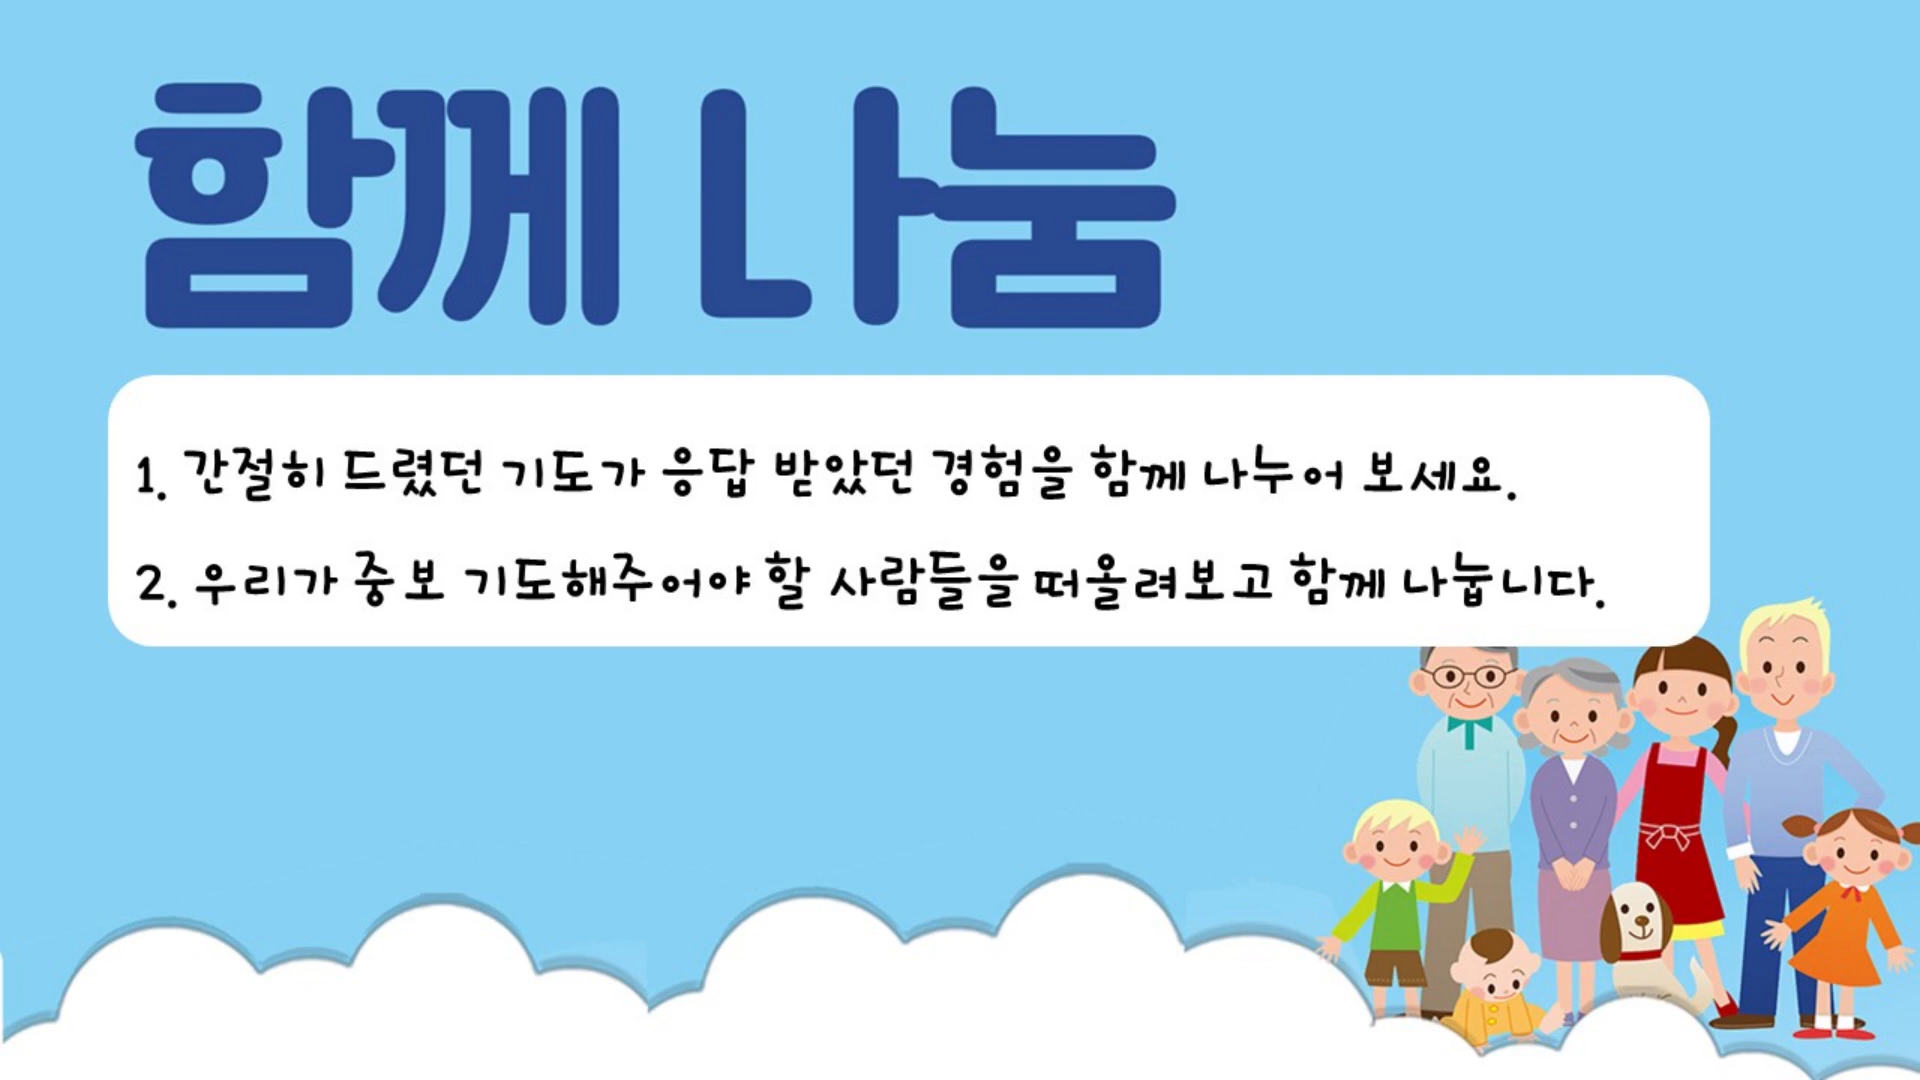 함께 나눔
1. 간절히 드렸던 기도가 응답 받았던 경험을 함께 나누어 보세요.
2. 우리가 중보 기도해주어야 할 사람들을 떠올려보고 함께 나눕니다.